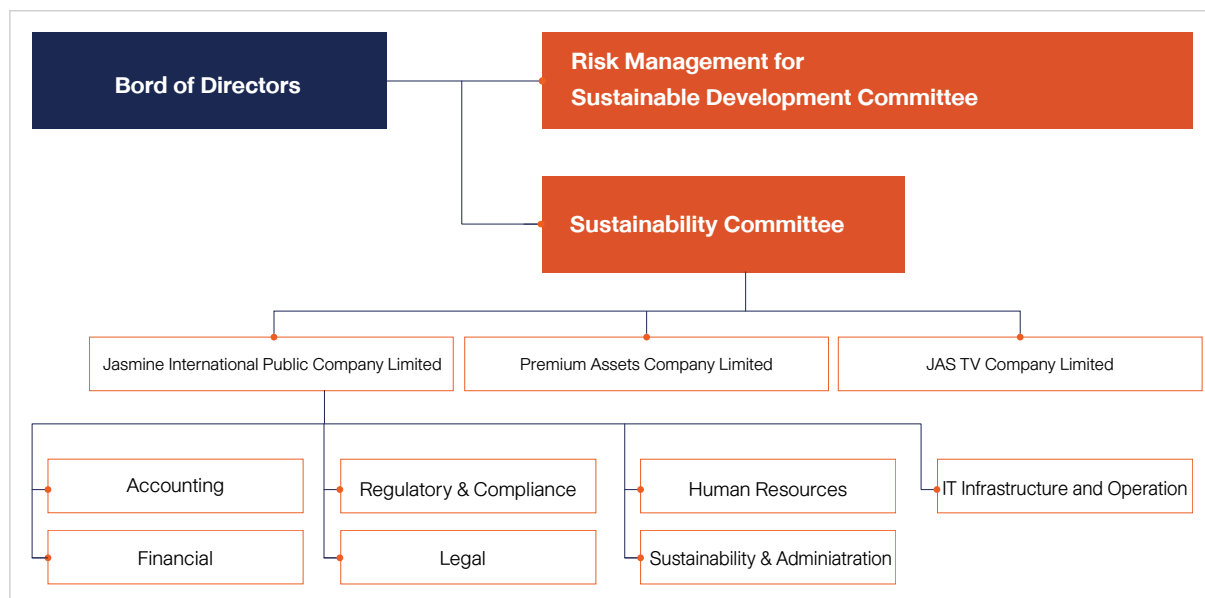 Bord of Directors
Risk Management for
Sustainable Development Committee
Sustainability Committee
Jasmine International Public Company Limited
Premium Assets Company Limited
JAS TV Company Limited
Accounting
Regulatory & Compliance
Human Resources
IT Infrastructure and Operation
Financial
Legal
Sustainability & Adminiatration